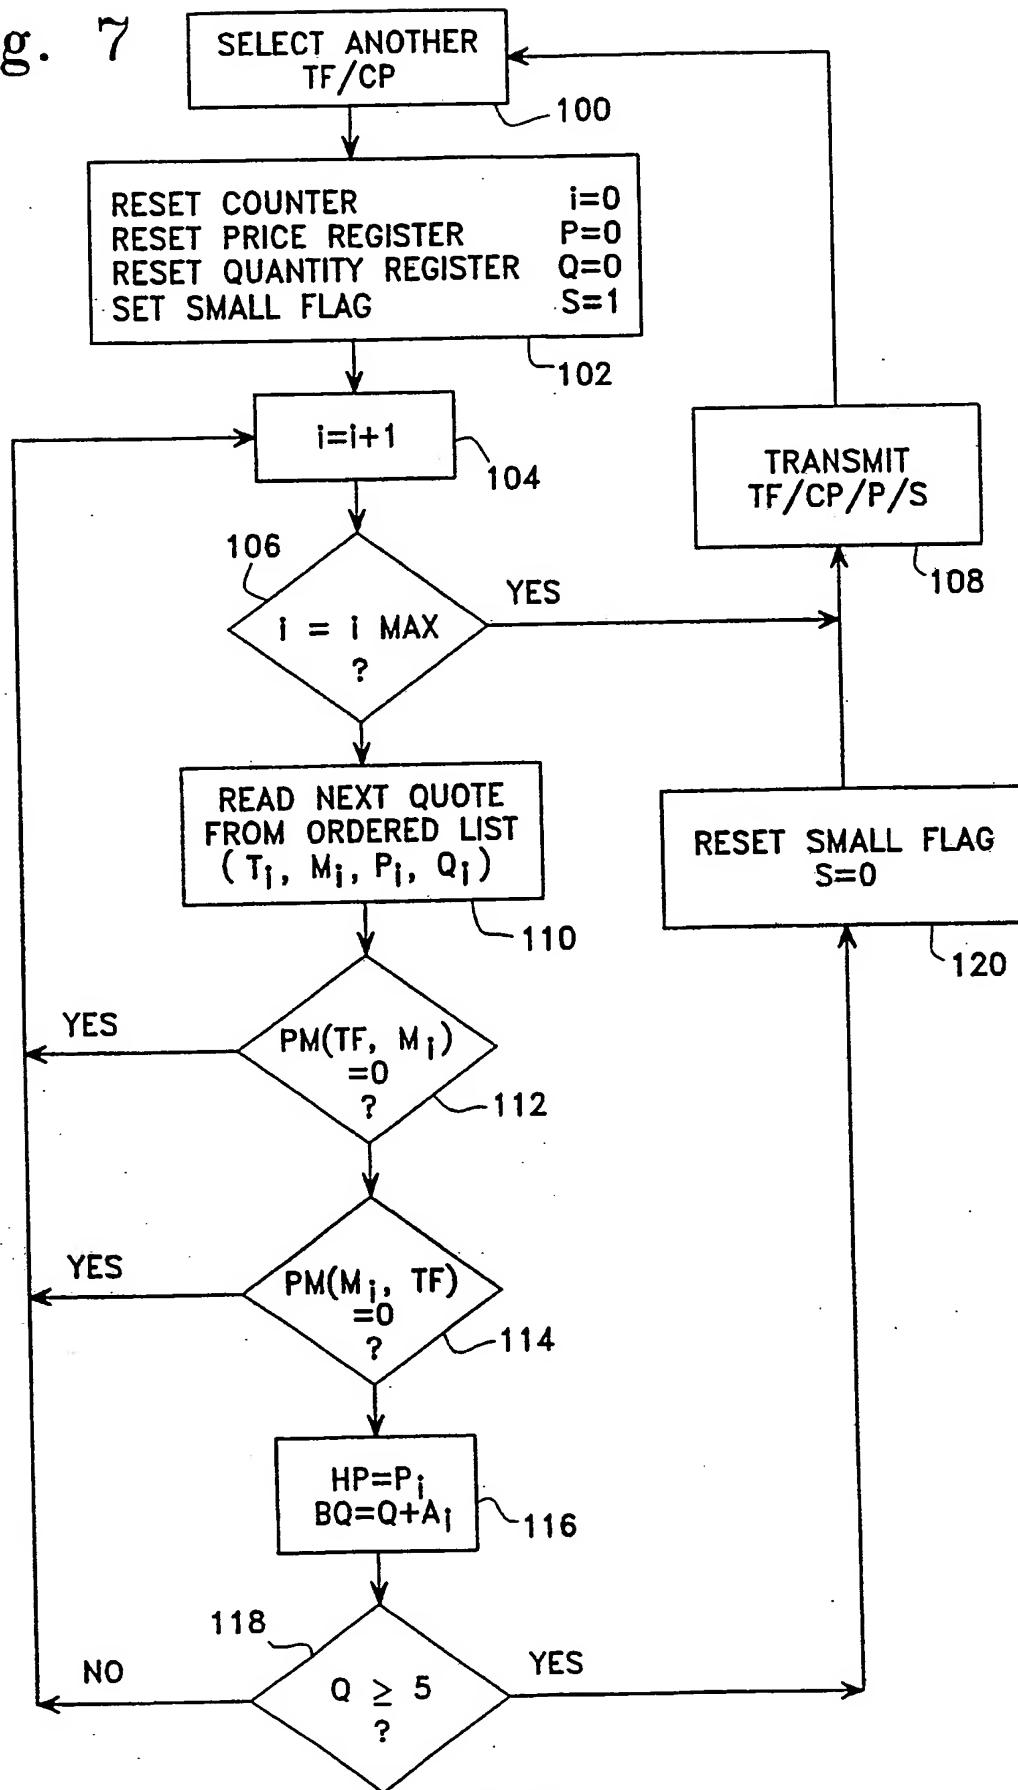 g. 7
SELECT ANOTHER
TF/CP
100
RESET COUNTER i=0
RESET PRICE REGISTER P=0
RESET QUANTITY REGISTER Q=0
SET SMALL FLAG S=1
102
i=i+1
104
TRANSMIT
TF/CP/P/S
108
106
i = i MAX
?
YES
READ NEXT QUOTE
FROM ORDERED LIST
(Ti, Mi, Pi, Qi)
110
RESET SMALL FLAG
S=0
120
YES
PM(TF, Mi)
=0
?
112
YES
PM(Mi, TF)
=0
?
114
HP=Pi
BQ=Q+Ai
116
118
NO
Q ≥ 5
?
YES